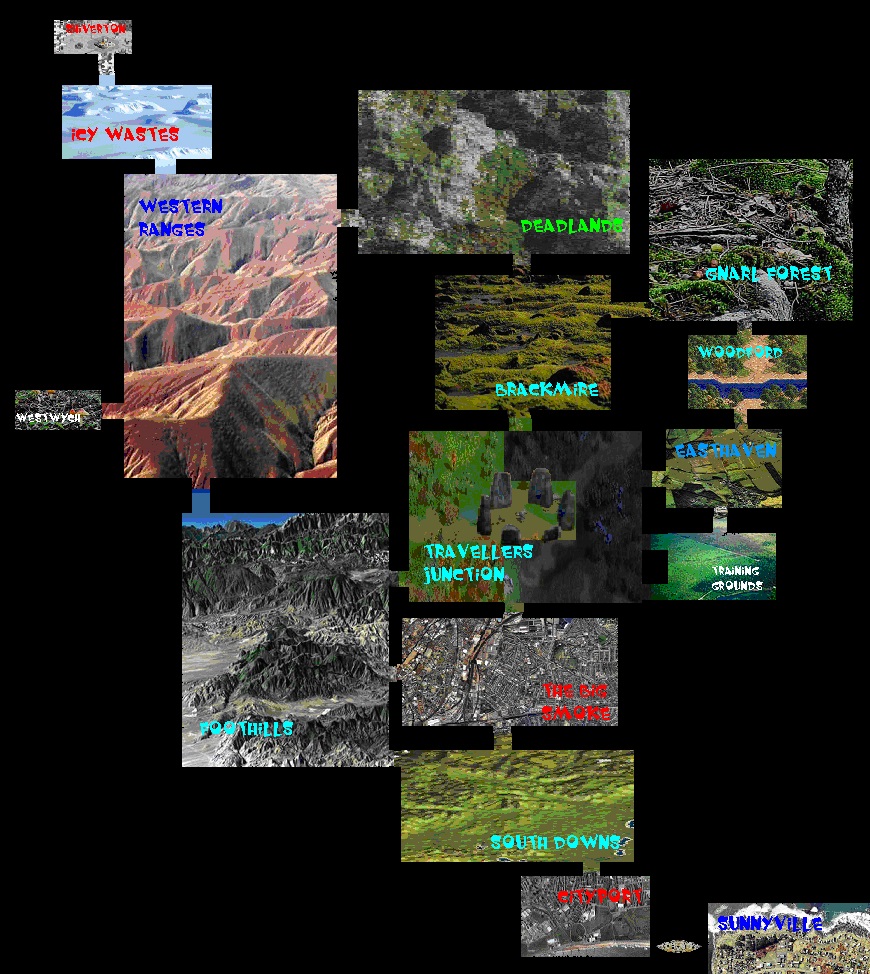 SHIVERTON
ICY WASTES
WESTERN
RANGES
DEADLANDS
GNARL FOREST
WOODFORD
BRACKMIRE
WESTWYCH
EASTHAVEN
TRAVELLERS
JUNCTION
TRAINING
GROUNDS
THE BIG
SMOKE
FOOTHILLS
SOUTH DOWNS
CITYPORT
SUNNYVILLE